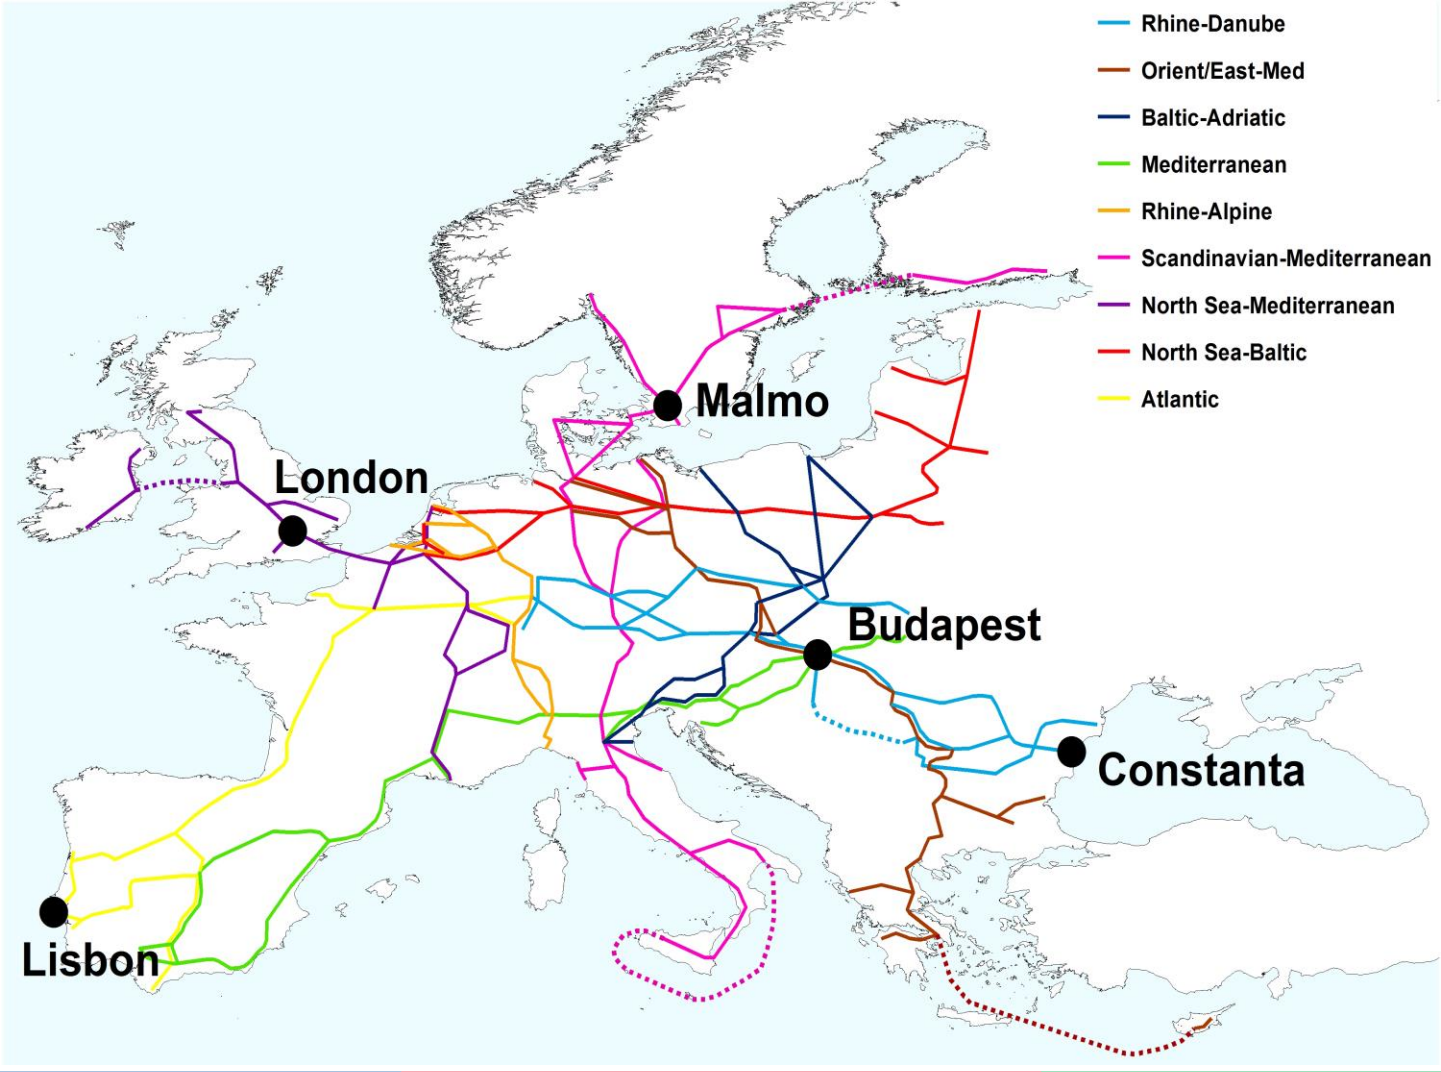 Rhine-Danube
Orient/East-Med
Baltic-Adriatic
Mediterranean
Rhine-Alpine
Scandinavian-Mediterranean
North Sea-Mediterranean
North Sea-Baltic
Atlantic
Malmo
London
Budapest
Constanta
Lisbon